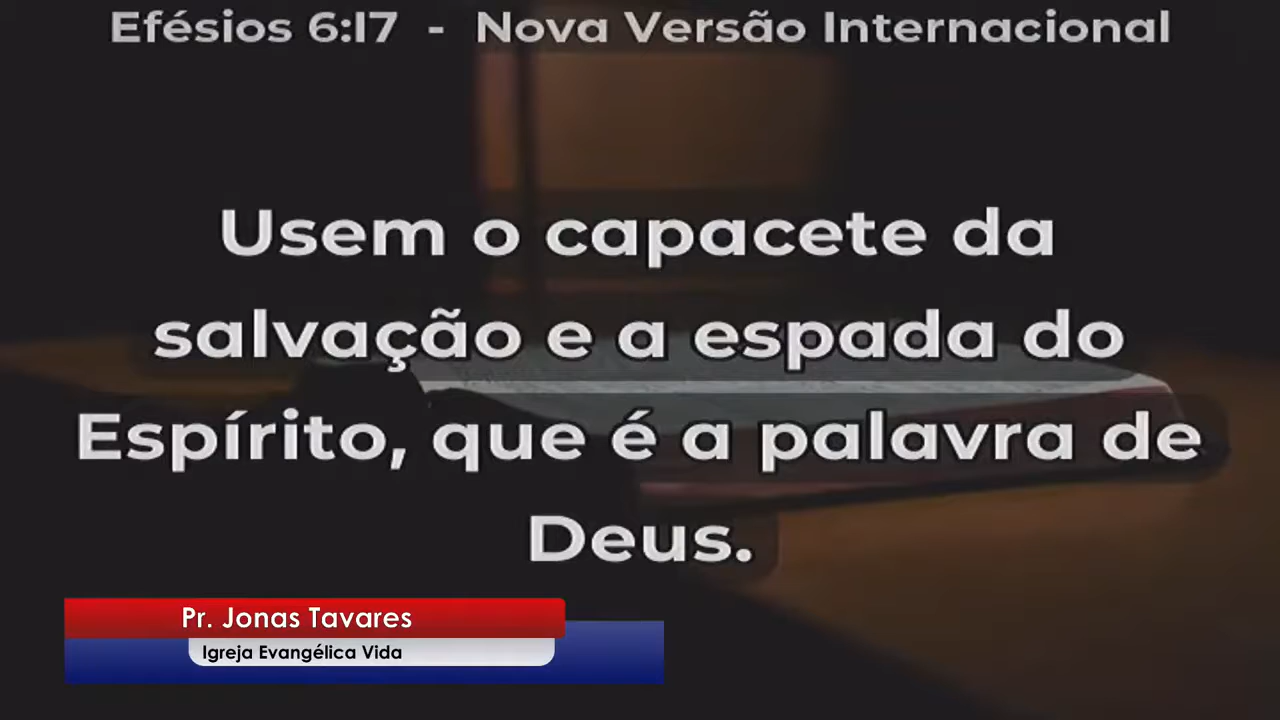 Efésios 6:17 - Nova Versão Internacional
Usem o capacete da
salvação e a espada do
Espírito, que é a palavra de
Deus.
Pr. Jonas Tavares
Igreja Evangélica Vida